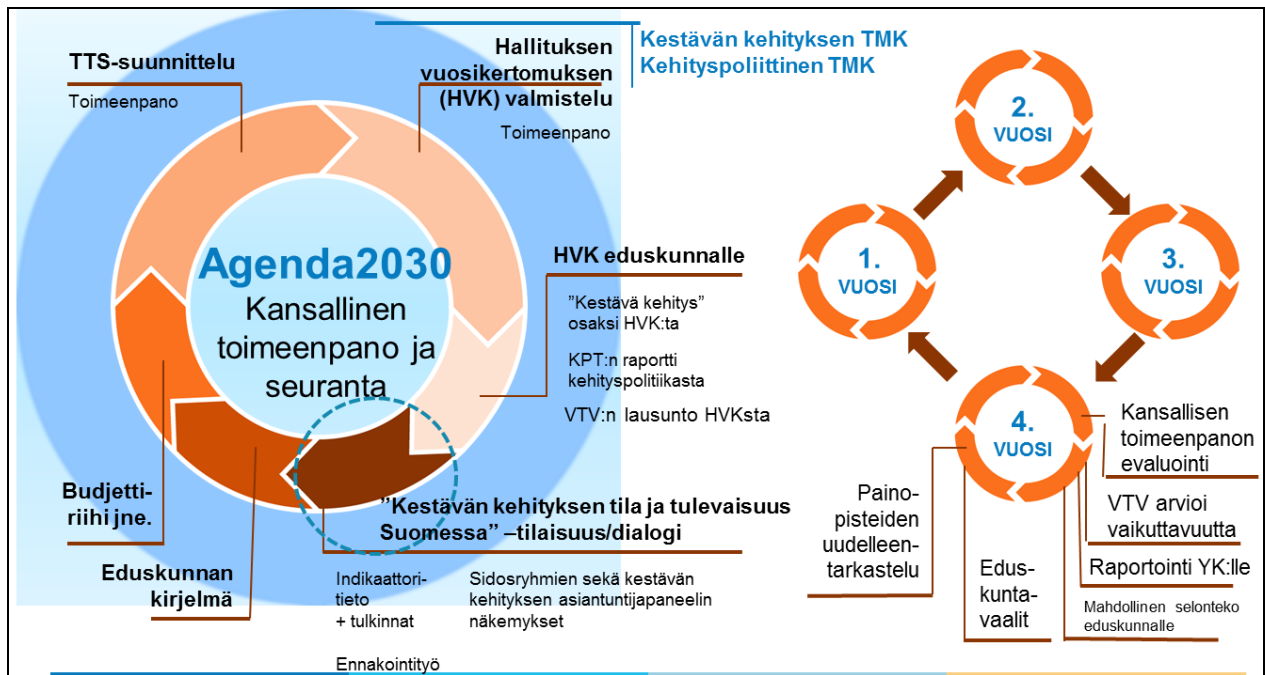 TTS-suunnittelu
Toimeenpano
Hallituksen
vuosikertomuksen
(HVK) valmistelu
Toimeenpano
Kestävän kehityksen TMK
Kehityspoliittinen TMK
Agenda2030
Kansallinen
toimeenpano ja
seuranta
HVK eduskunnalle
”Kestävä kehitys”
osaksi HVK:ta
KPT:n raportti
kehityspolitiikasta
VTV:n lausunto HVKsta
”Kestävän kehityksen tila ja tulevaisuus
Suomessa” –tilaisuus/dialogi
Indikaattori-
tieto
+ tulkinnat
Ennakointityö
Sidosryhmien sekä kestävän
kehityksen asiantuntijapaneelin
näkemykset
Eduskunnan
kirjelmä
Budjetti-
riihi jne.
1.
VUOSI
2.
VUOSI
3.
VUOSI
4.
VUOSI
Kansallisen
toimeenpanon
evaluointi
VTV arvioi
vaikuttavuutta
Raportointi YK:lle
Mahdollinen selonteko
eduskunnalle
Edus-
kunta-
vaalit
Paino-
pisteiden
uudelleen-
tarkastelu